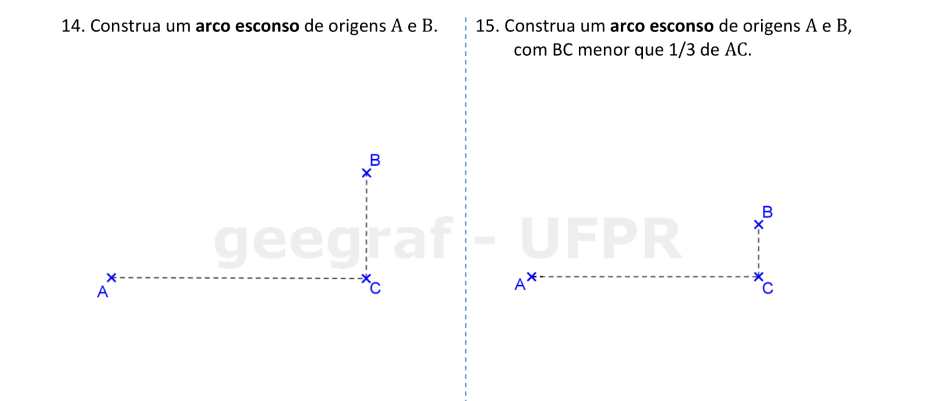 14. Construa um arco esconso de origens A e B.
15. Construa um arco esconso de origens A e B,
com BC menor que 1/3 de AC.
B
A
C
B
A
C
geegraf - UFPR